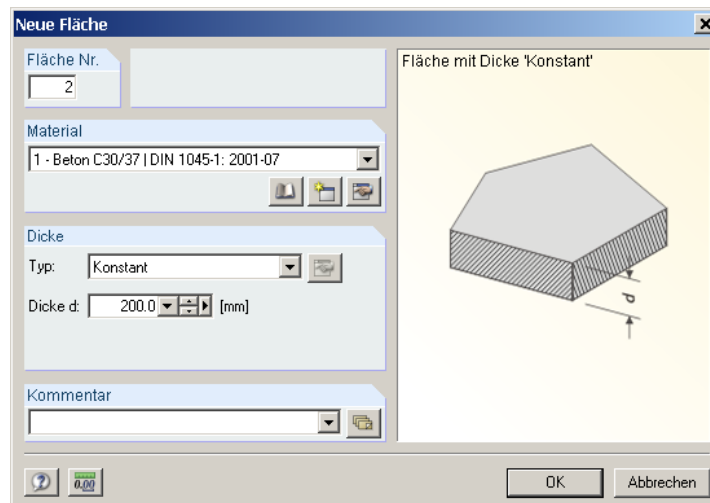 Neue Fläche
Fläche Nr.
2
Material
1 - Beton C30/37 | DIN 1045-1: 2001-07
Dicke
Typ: Konstant
Dicke d: 200.0 [mm]
Kommentar
Fläche mit Dicke 'Konstant'
d
0.00
OK Abbrechen